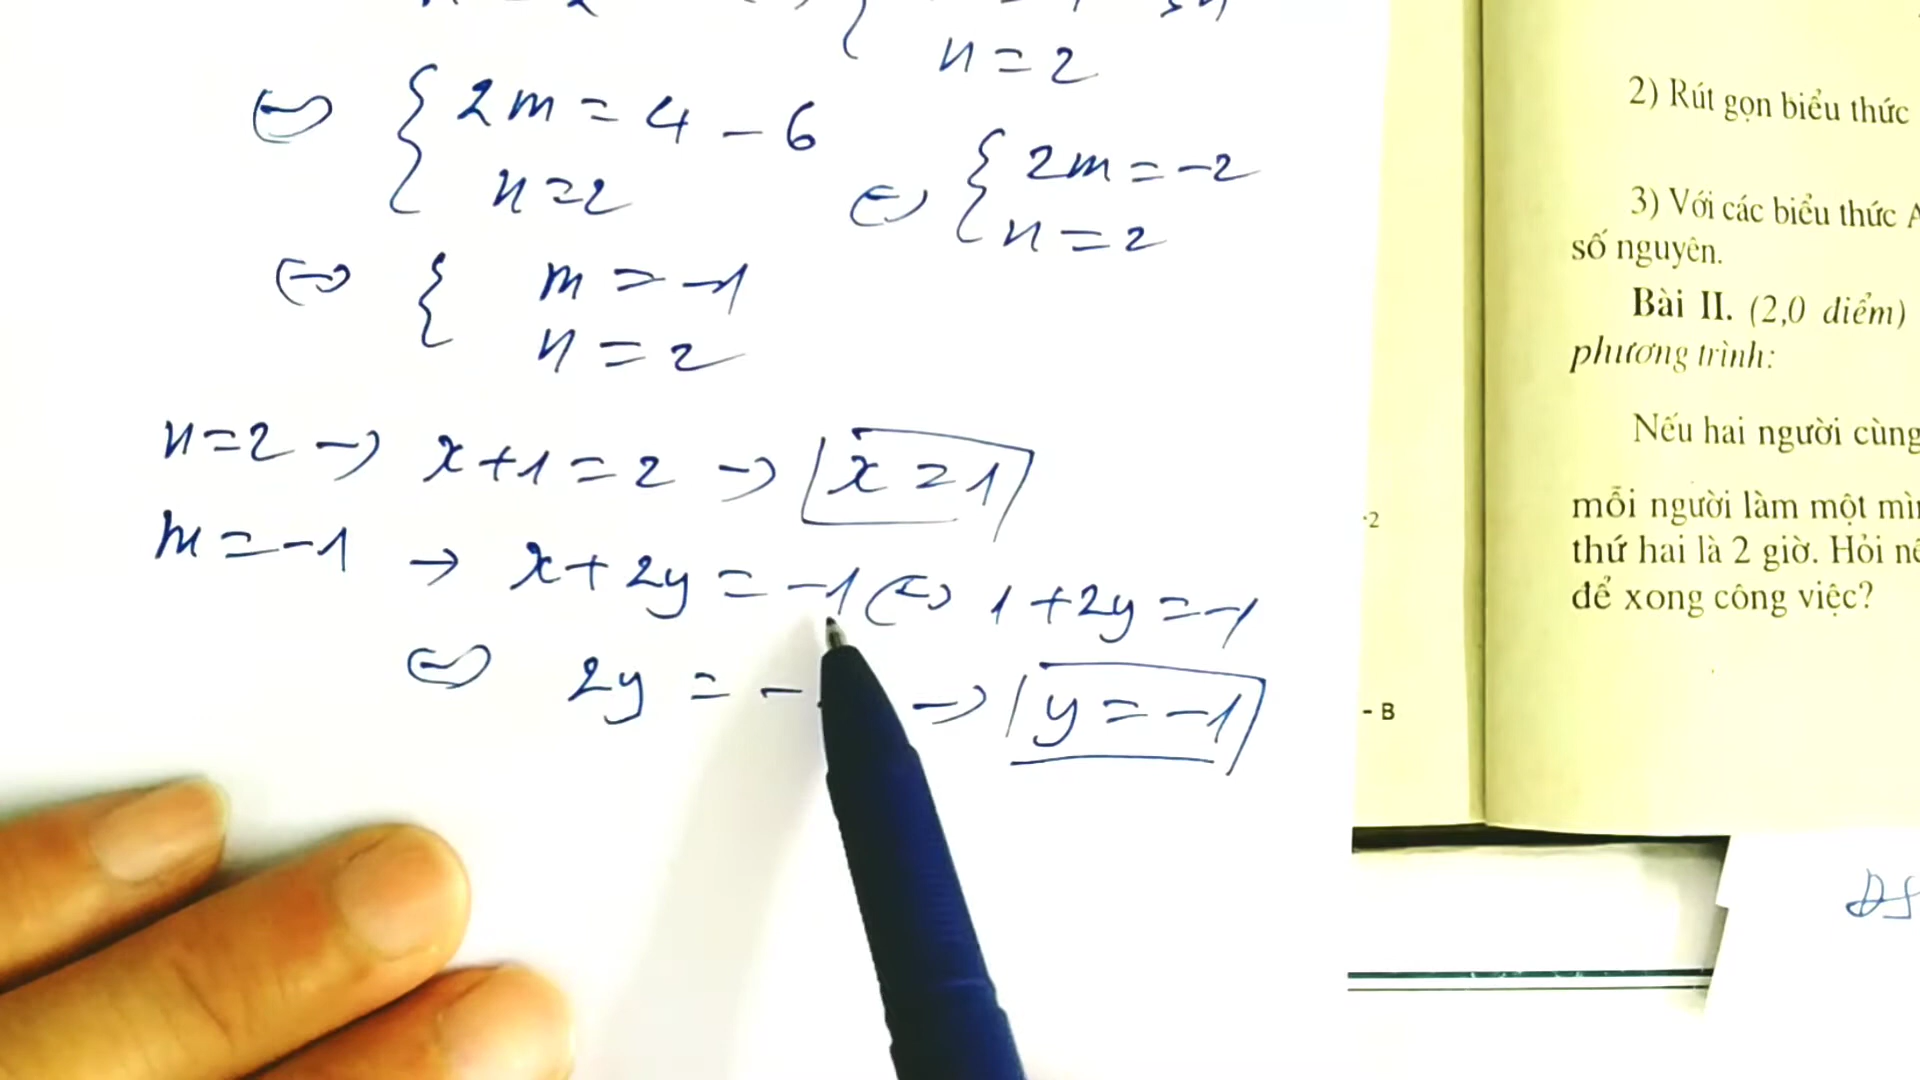 n = 2
⇔ { 2m = 4 - 6
n = 2
⇔ { 2m = -2
n = 2
⇔ { m = -1
n = 2
n = 2 → x + 1 = 2 → x = 1
m = -1 → x + 2y = -1 ⇔ 1 + 2y = -1
⇔ 2y = - → y = -1
2) Rút gọn biểu thức
3) Với các biểu thức A
số nguyên.
Bài II. (2,0 điểm)
phương trình:
Nếu hai người cùng
mỗi người làm một
thứ hai là 2 giờ. Hỏi
để xong công việc?
-2
- B